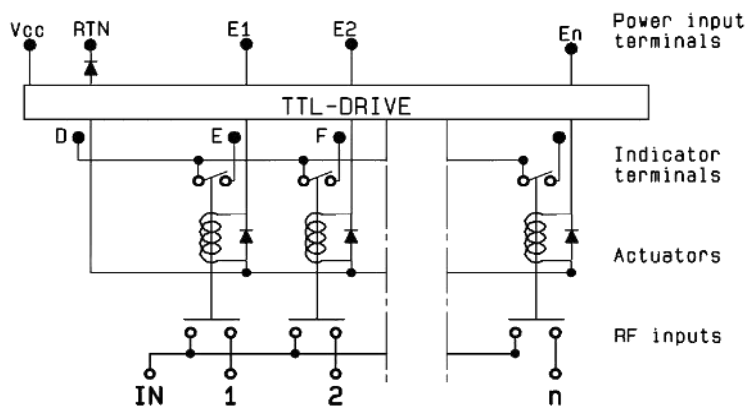 Vcc RTN E1 E2 En Power input
terminals
TTL-DRIVE
D E F
Indicator
terminals
Actuators
RF inputs
IN 1 2 n